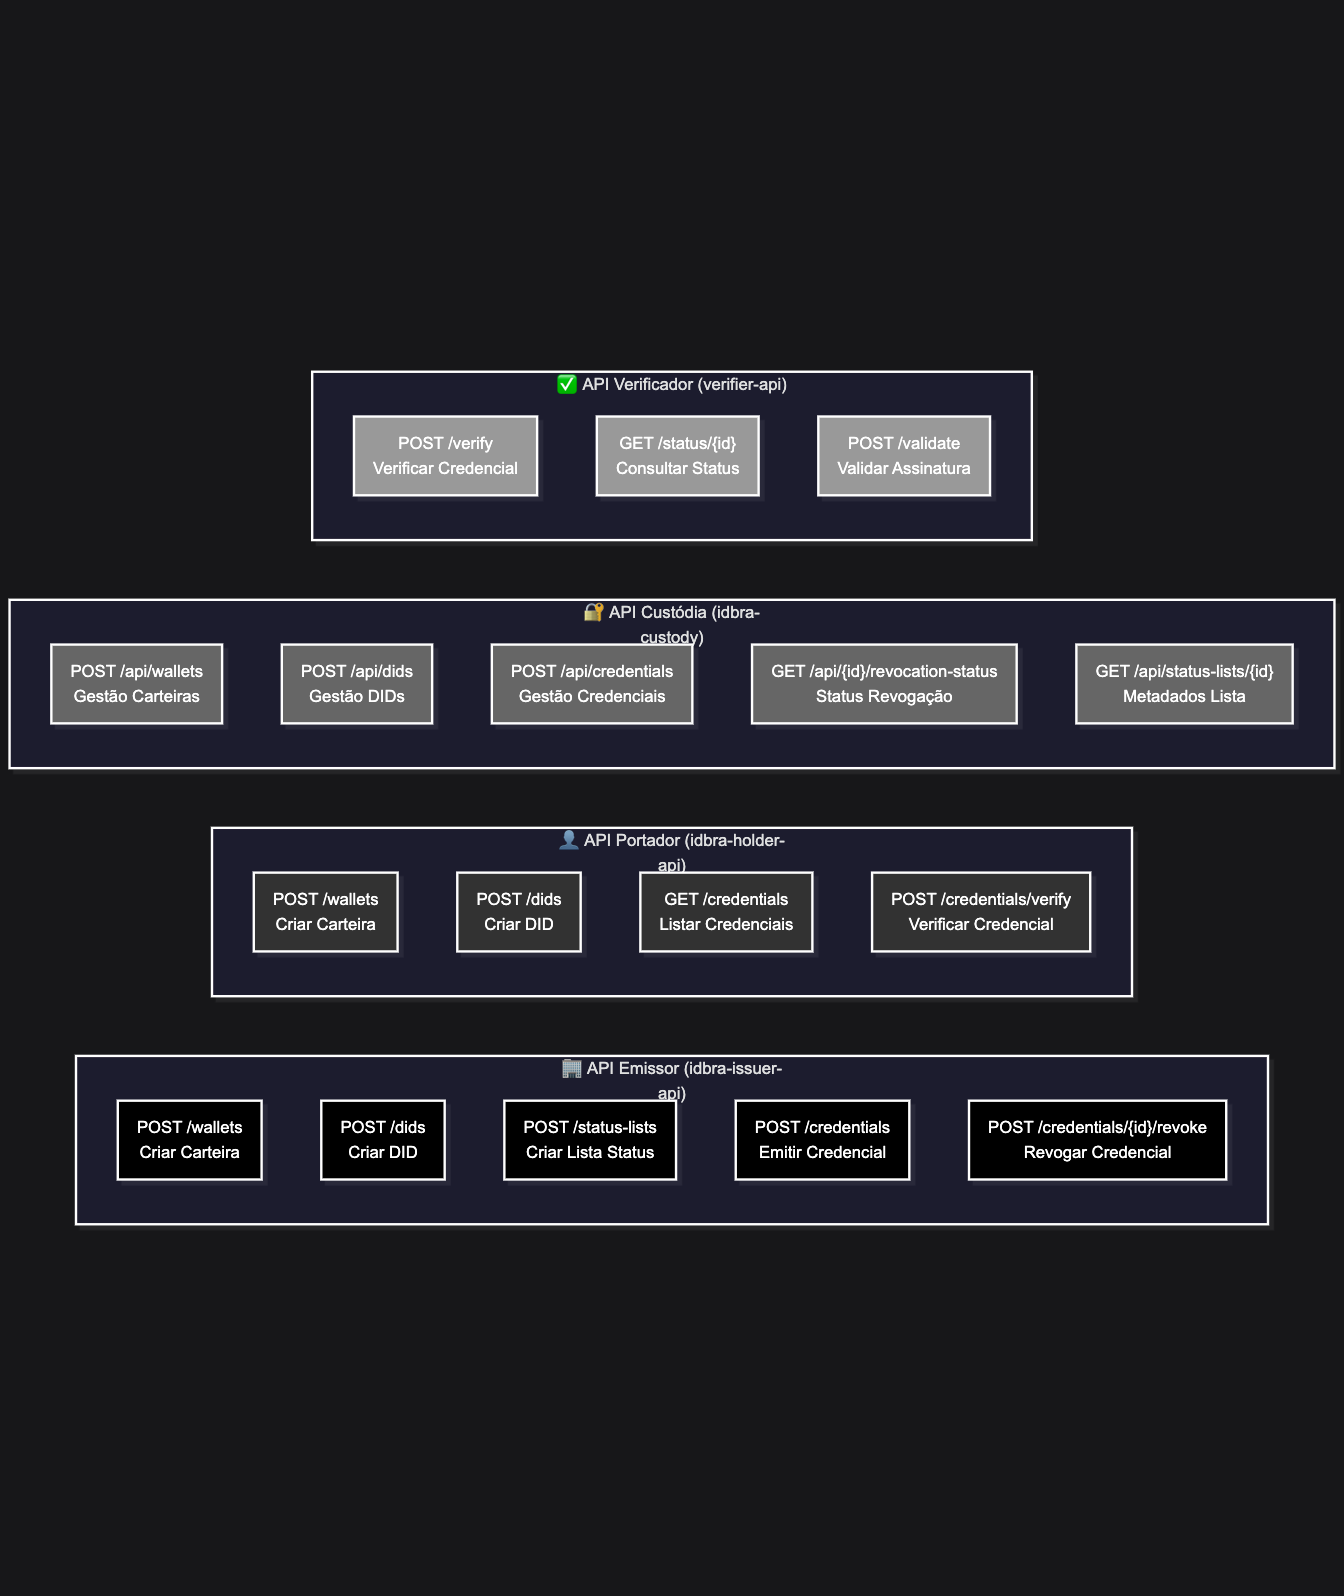 ✅ API Verificador (verifier-api)
POST /verify
Verificar Credencial
GET /status/{id}
Consultar Status
POST /validate
Validar Assinatura
🔐 API Custódia (idbra-
custody)
POST /api/wallets
Gestão Carteiras
POST /api/dids
Gestão DIDs
POST /api/credentials
Gestão Credenciais
GET /api/{id}/revocation-status
Status Revogação
GET /api/status-lists/{id}
Metadados Lista
👤 API Portador (idbra-holder-
api)
POST /wallets
Criar Carteira
POST /dids
Criar DID
GET /credentials
Listar Credenciais
POST /credentials/verify
Verificar Credencial
🏢 API Emissor (idbra-issuer-
api)
POST /wallets
Criar Carteira
POST /dids
Criar DID
POST /status-lists
Criar Lista Status
POST /credentials
Emitir Credencial
POST /credentials/{id}/revoke
Revogar Credencial